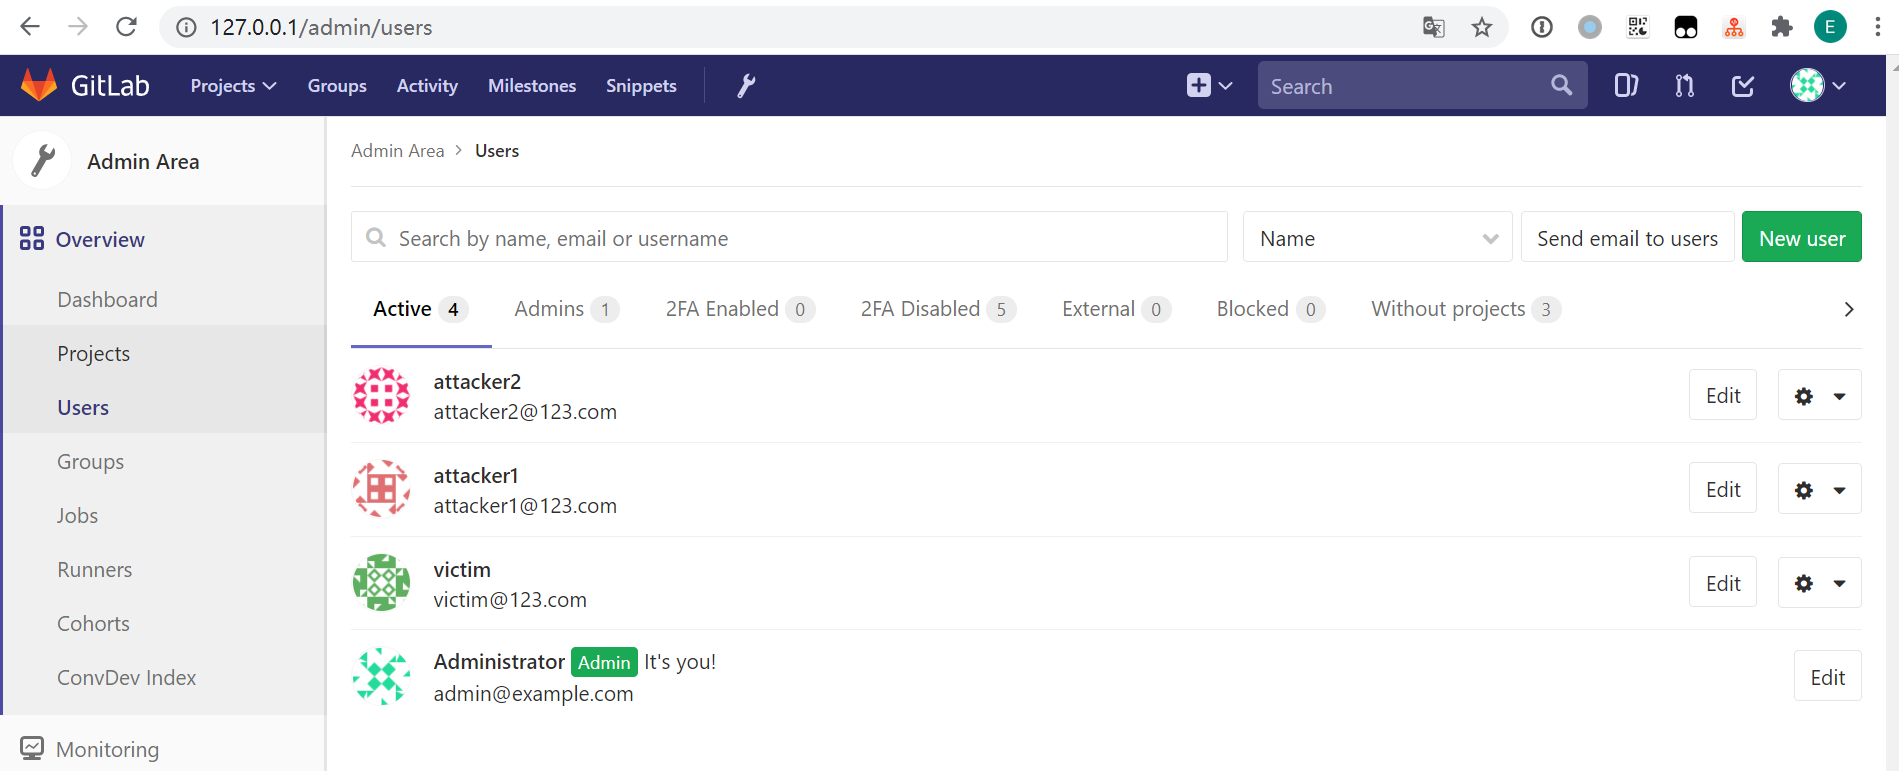 127.0.0.1/admin/users
E
GitLab Projects Groups Activity Milestones Snippets Search
Admin Area
Overview
Dashboard
Projects
Users
Groups
Jobs
Runners
Cohorts
ConvDev Index
Monitoring
Admin Area > Users
Search by name, email or username Name Send email to users New user
Active 4 Admins 1 2FA Enabled 0 2FA Disabled 5 External 0 Blocked 0 Without projects 3
attacker2
attacker2@123.com
Edit
attacker1
attacker1@123.com
Edit
victim
victim@123.com
Edit
Administrator Admin It's you!
admin@example.com
Edit